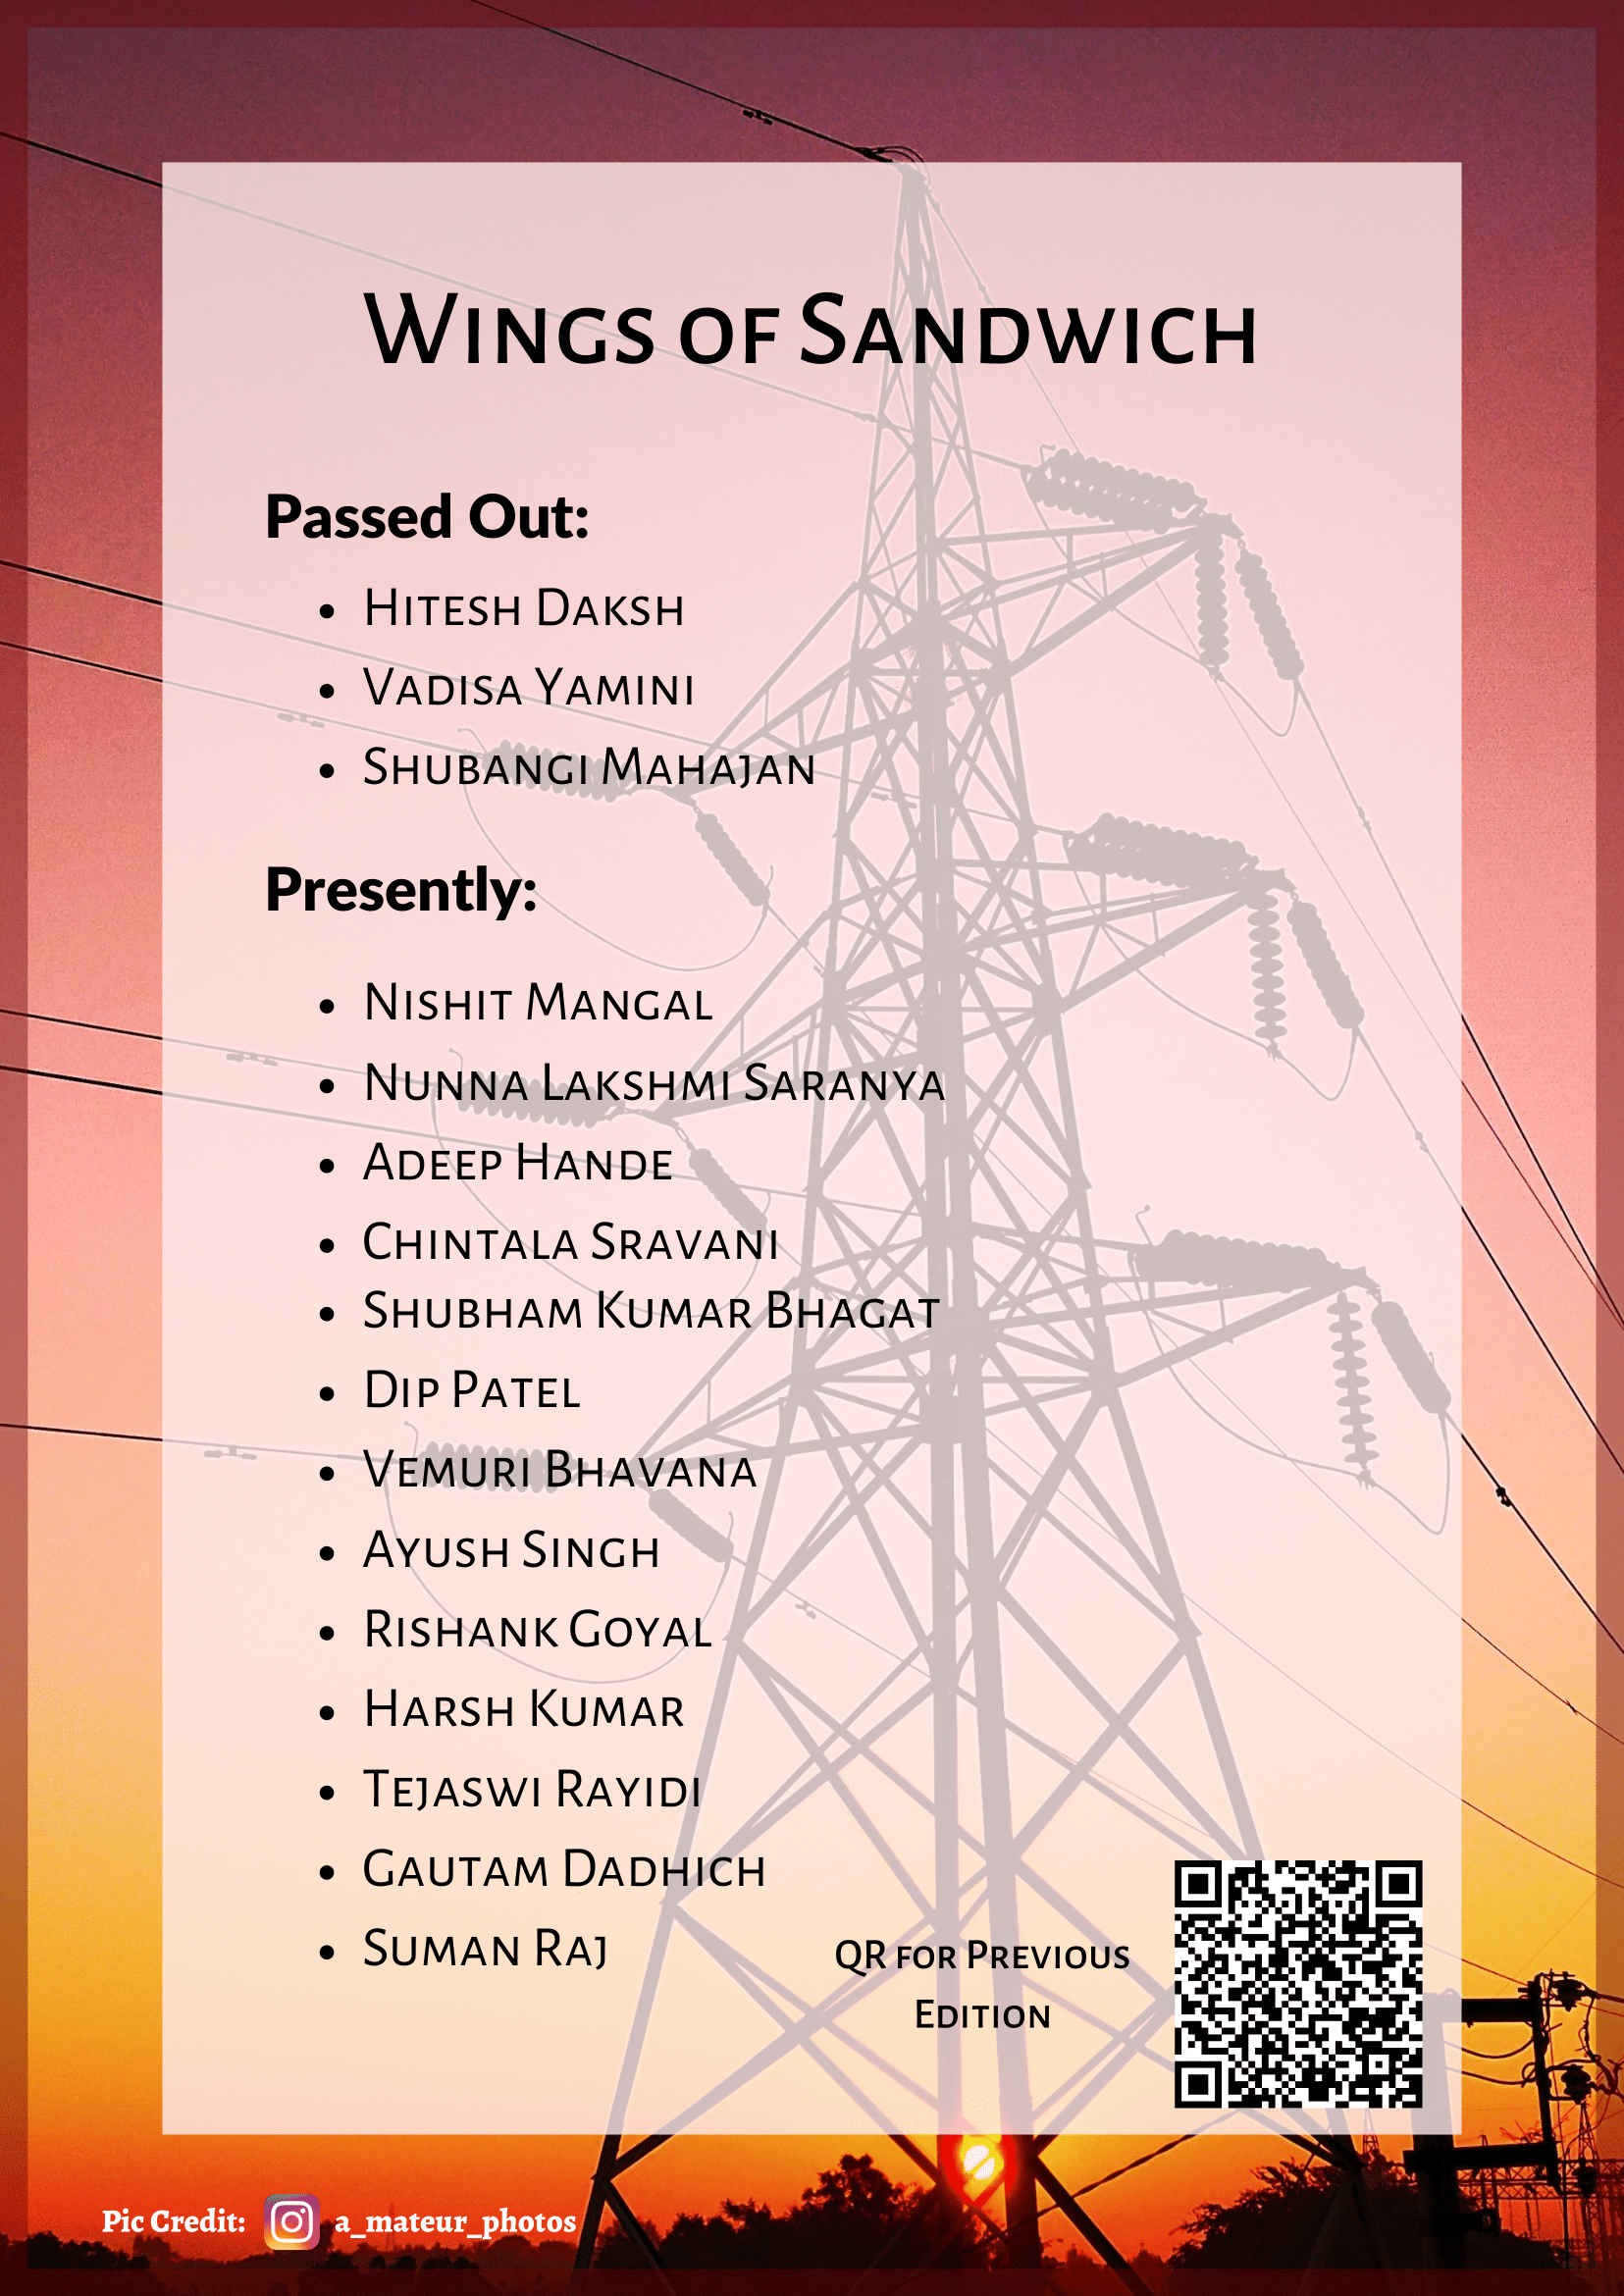 Wings of Sandwich
Passed Out:
• Hitesh Daksh
• Vadisa Yamini
• Shubangi Mahajan
Presently:
• Nishit Mangal
• Nunna Lakshmi Saranya
• Adeep Hande
• Chintala Sravani
• Shubham Kumar Bhagat
• Dip Patel
• Vemuri Bhavana
• Ayush Singh
• Rishank Goyal
• Harsh Kumar
• Tejaswi Rayidi
• Gautam Dadhich
• Suman Raj
QR for Previous
Edition
Pic Credit: a_mateur_photos